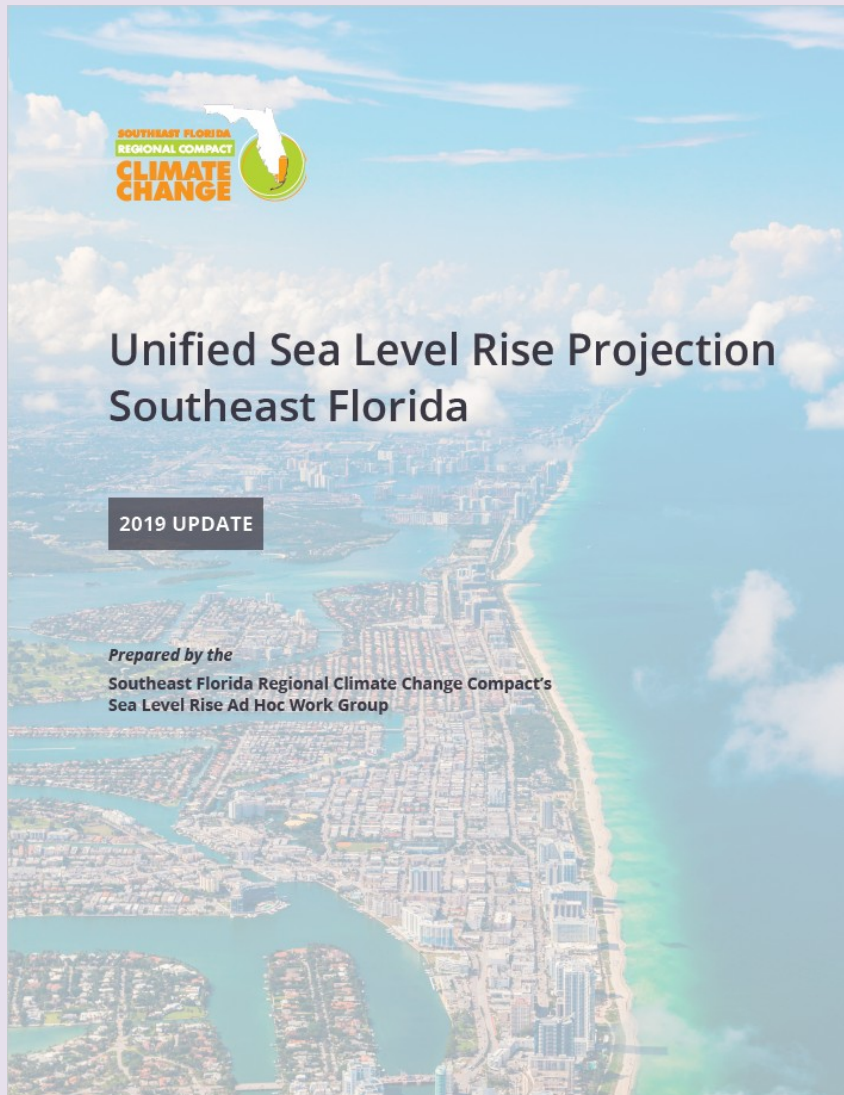 SOUTHEAST FLORIDA
REGIONAL COMPACT
CLIMATE
CHANGE
Unified Sea Level Rise Projection
Southeast Florida
2019 UPDATE
Prepared by the
Southeast Florida Regional Climate Change Compact’s
Sea Level Rise Ad Hoc Work Group